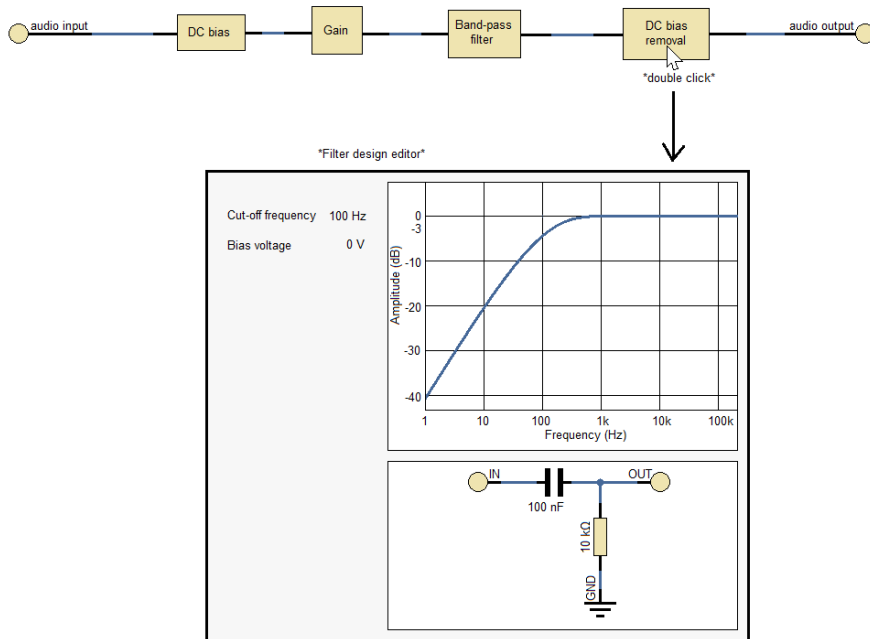 audio input
DC bias
Gain
Band-pass
filter
DC bias
removal
audio output
*double click*
*Filter design editor*
Cut-off frequency 100 Hz
Bias voltage 0 V
Amplitude (dB)
0
-3
-10
-20
-30
-40
1 10 100 1k 10k 100k
Frequency (Hz)
IN OUT
100 nF
10 kΩ
GND